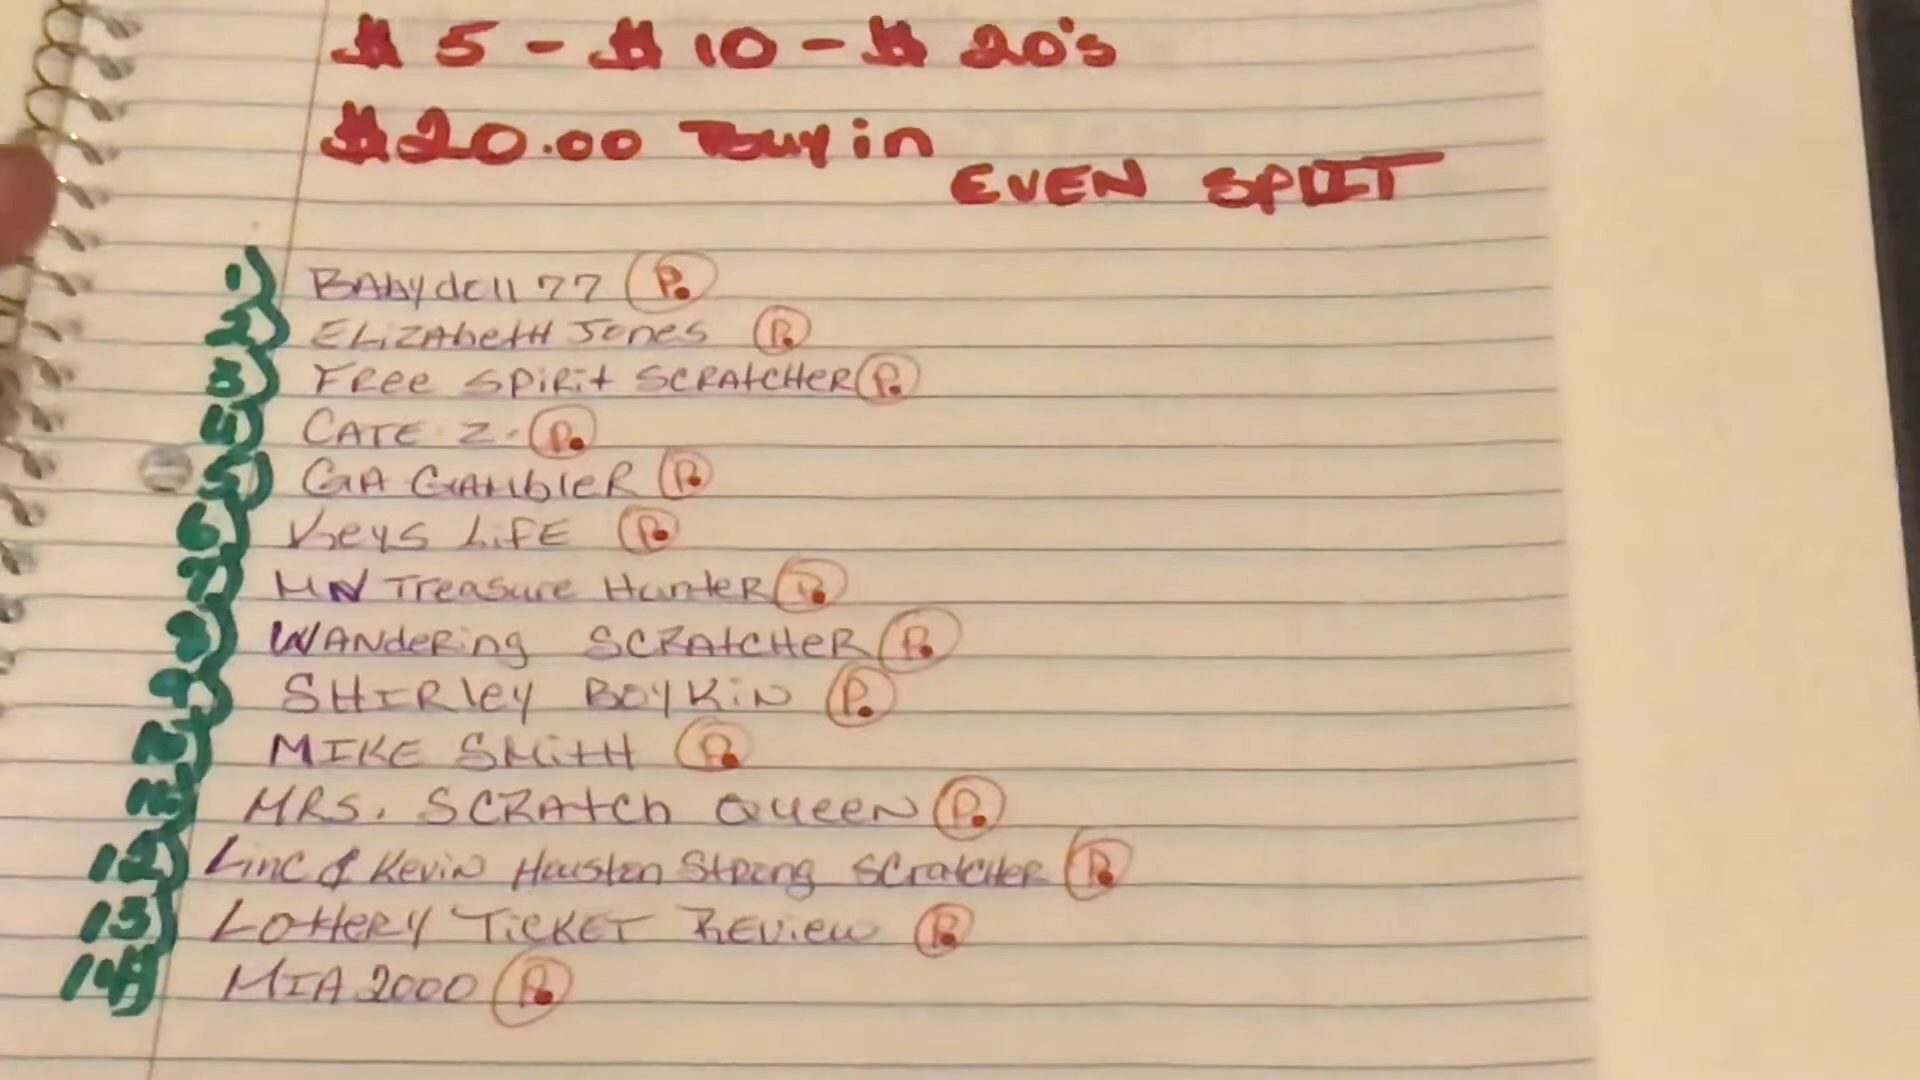 $5 - $10 - $20's
$20.00 Buy in
EVEN SPLIT
1) BAbydell 77 P.
2) ELiZAbetH Jones P.
3) FRee SPiRit SCRAtCHeR P.
4) CATE Z. P.
5) GA GAMbleR P.
6) Keys LiFE P.
7) MN Treasure HunteR P.
8) WANdeRing SCRAtCHeR P.
9) SHIRley BOyKiN P.
10) MIKE SMitH P.
11) MRS. SCRAtch QUeeN P.
12) Linc & Kevin Houston Strong SCratcHer P.
13) LotteRy TiCKET REView P.
14) MIA 2000 P.